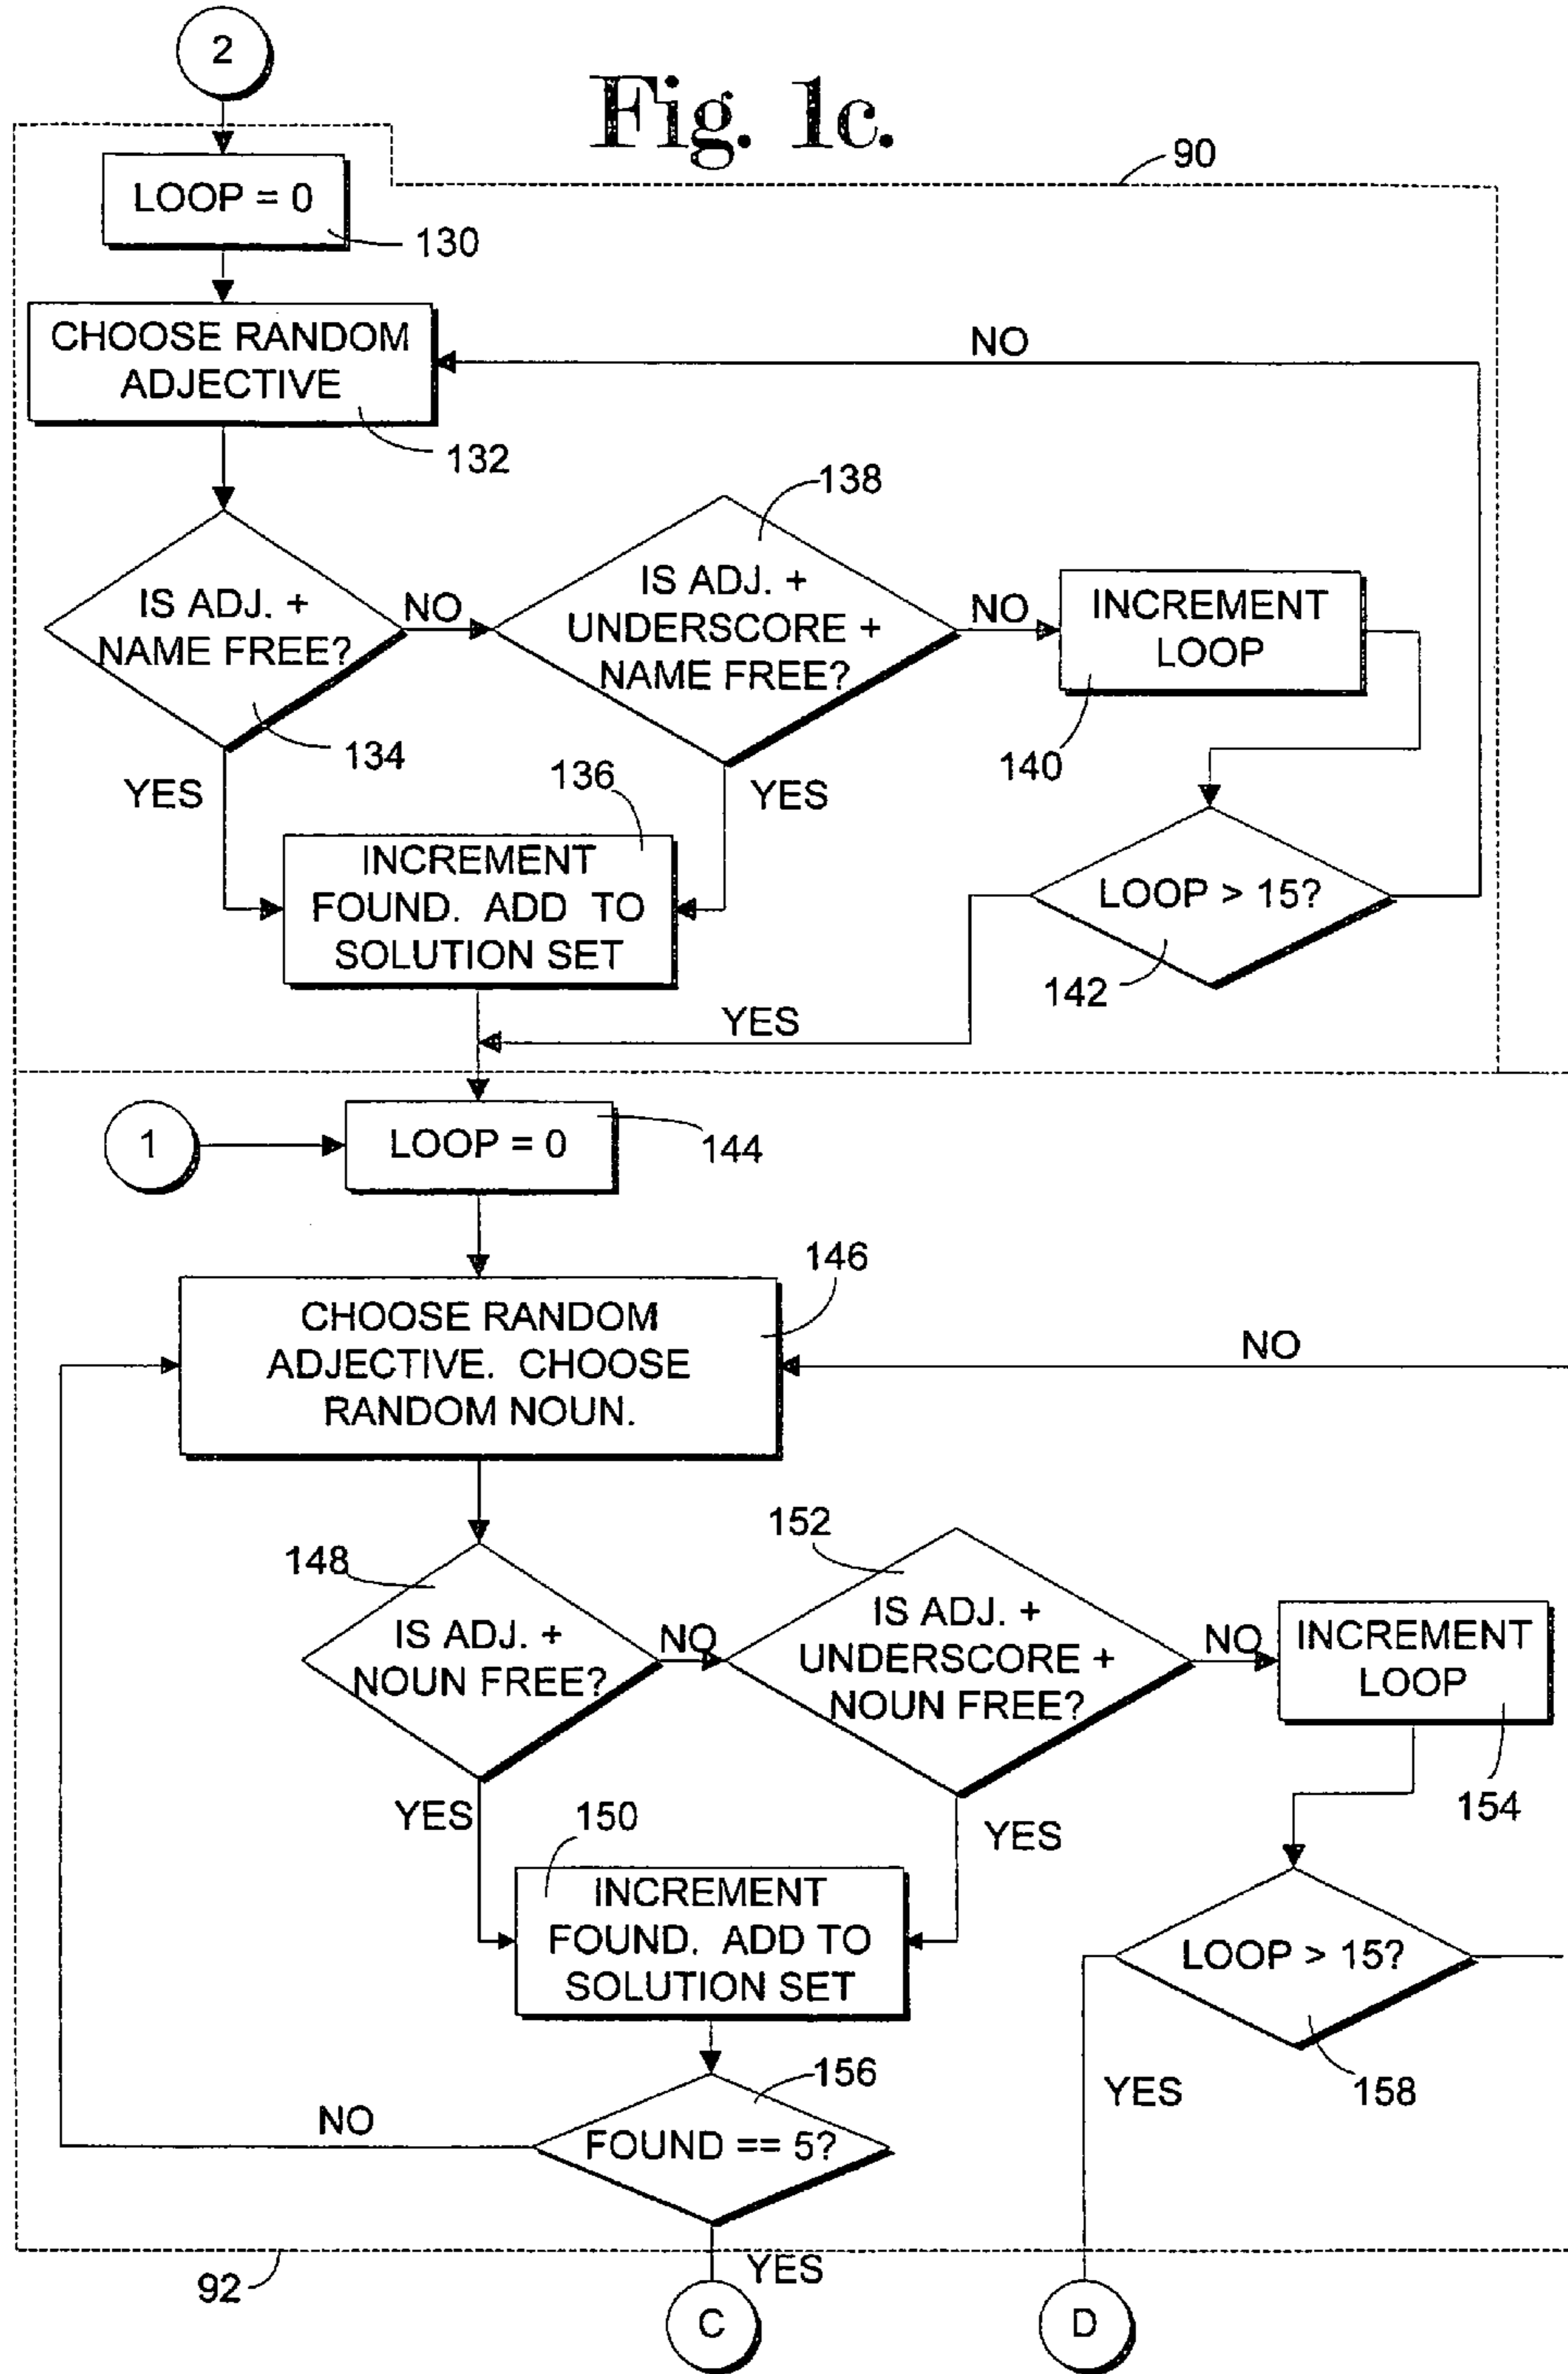 2
Fig. 1c.
90
LOOP = 0
130
CHOOSE RANDOM
ADJECTIVE
132
NO
138
IS ADJ. +
NAME FREE?
134
NO
IS ADJ. +
UNDERSCORE +
NAME FREE?
NO
INCREMENT
LOOP
140
YES
136
YES
INCREMENT
FOUND. ADD TO
SOLUTION SET
LOOP > 15?
142
YES
1
LOOP = 0
144
146
CHOOSE RANDOM
ADJECTIVE. CHOOSE
RANDOM NOUN.
NO
148
152
IS ADJ. +
NOUN FREE?
NO
IS ADJ. +
UNDERSCORE +
NOUN FREE?
NO
INCREMENT
LOOP
154
YES
150
YES
INCREMENT
FOUND. ADD TO
SOLUTION SET
LOOP > 15?
158
YES
156
NO
FOUND == 5?
92
YES
C
D